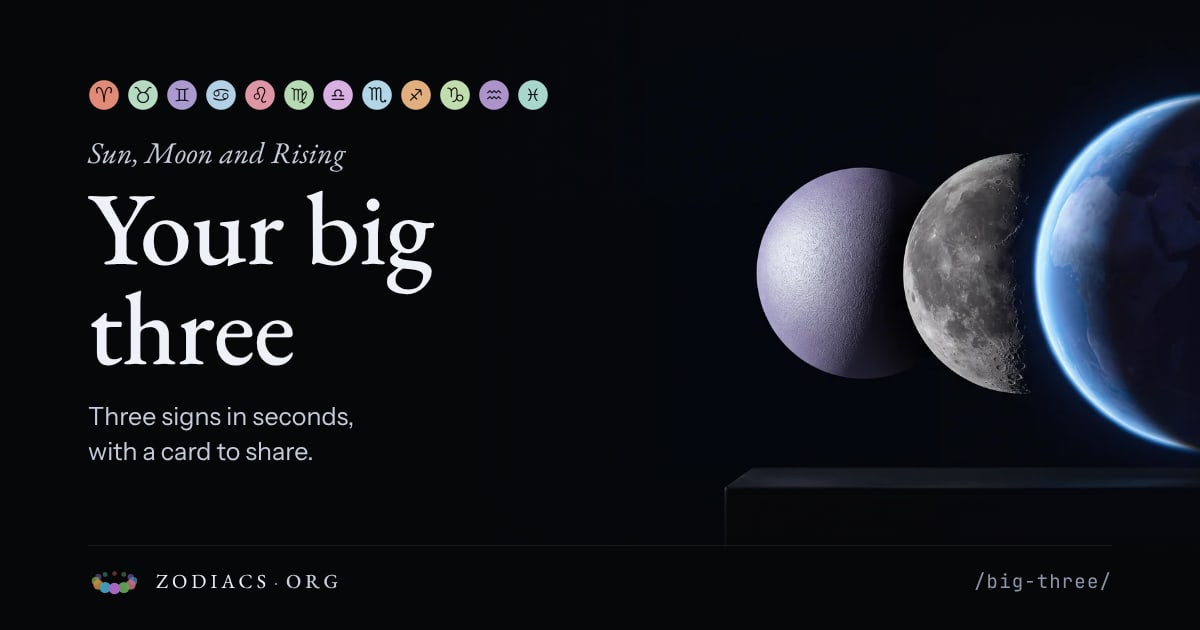 ♈ ♉ ♊ ♋ ♌ ♍ ♎ ♏ ♐ ♑ ♒ ♓
Sun, Moon and Rising
Your big
three
Three signs in seconds,
with a card to share.
ZODIACS·ORG
/big-three/